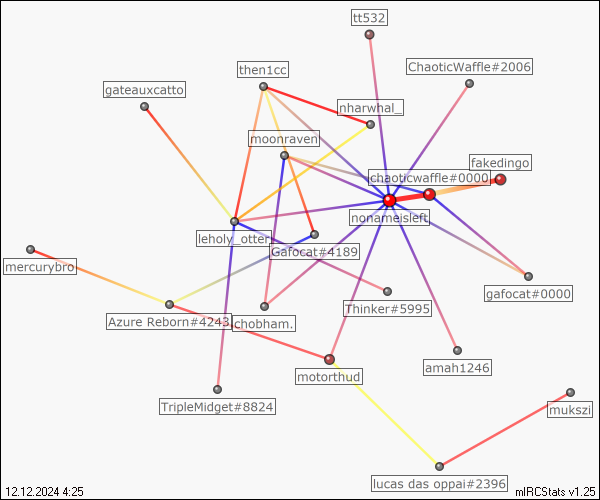 tt532
then1cc
ChaoticWaffle#2006
gateauxcatto
nharwhal_
moonraven
fakedingo
chaoticwaffle#0000
nonameisleft
leholy_otter
Gafocat#4189
mercurybro
gafocat#0000
Thinker#5995
Azure Reborn#4243
chobham.
amah1246
motorthud
TripleMidget#8824
mukszi
lucas das oppai#2396
12.12.2024 4:25
mIRCStats v1.25